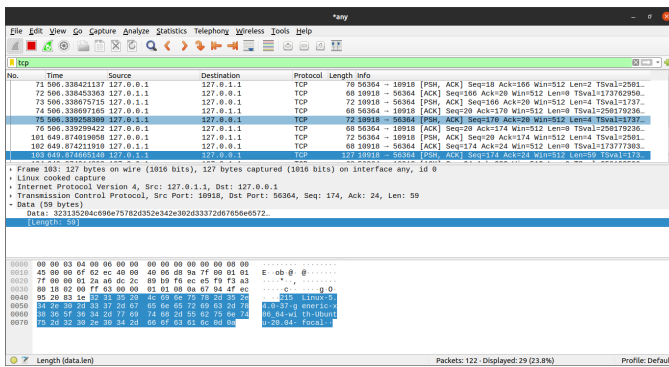 *any
File Edit View Go Capture Analyze Statistics Telephony Wireless Tools Help
tcp
No. Time Source Destination Protocol Length Info
71 506.338421137 127.0.0.1 127.0.1.1 TCP 70 56364 → 10918 [PSH, ACK] Seq=18 Ack=166 Win=512 Len=2 TSval=2501…
72 506.338453363 127.0.1.1 127.0.0.1 TCP 68 10918 → 56364 [ACK] Seq=166 Ack=20 Win=512 Len=0 TSval=173762950…
73 506.338675715 127.0.1.1 127.0.0.1 TCP 72 10918 → 56364 [PSH, ACK] Seq=166 Ack=20 Win=512 Len=4 TSval=1737…
74 506.338697165 127.0.0.1 127.0.1.1 TCP 68 56364 → 10918 [ACK] Seq=20 Ack=170 Win=512 Len=0 TSval=250179236…
75 506.339258309 127.0.1.1 127.0.0.1 TCP 72 10918 → 56364 [PSH, ACK] Seq=170 Ack=20 Win=512 Len=4 TSval=1737…
76 506.339299422 127.0.0.1 127.0.1.1 TCP 68 56364 → 10918 [ACK] Seq=20 Ack=174 Win=512 Len=0 TSval=250179236…
101 649.874019058 127.0.0.1 127.0.1.1 TCP 72 56364 → 10918 [PSH, ACK] Seq=20 Ack=174 Win=512 Len=4 TSval=2501…
102 649.874211910 127.0.1.1 127.0.0.1 TCP 68 10918 → 56364 [ACK] Seq=174 Ack=24 Win=512 Len=0 TSval=173777303…
103 649.874665140 127.0.1.1 127.0.0.1 TCP 127 10918 → 56364 [PSH, ACK] Seq=174 Ack=24 Win=512 Len=59 TSval=173…
Frame 103: 127 bytes on wire (1016 bits), 127 bytes captured (1016 bits) on interface any, id 0
Linux cooked capture
Internet Protocol Version 4, Src: 127.0.1.1, Dst: 127.0.0.1
Transmission Control Protocol, Src Port: 10918, Dst Port: 56364, Seq: 174, Ack: 24, Len: 59
Data (59 bytes)
Data: 323135204c696e75782d352e342e302d33372d67656e6572…
[Length: 59]
0000 00 00 03 04 00 06 00 00 00 00 00 00 00 00 08 00 ········ ········
0010 45 00 00 6f 62 ec 40 00 40 06 d8 9a 7f 00 01 01 E··ob·@· @·······
0020 7f 00 00 01 2a a6 dc 2c 89 b9 f6 ec e5 f9 f3 a3 ····*··, ········
0030 80 18 02 00 ff 63 00 00 01 01 08 0a 67 94 4f ec ·····c·· ····g·O·
0040 95 20 83 1e 32 31 35 20 4c 69 6e 75 78 2d 35 2e · ··215 Linux-5.
0050 34 2e 30 2d 33 37 2d 67 65 6e 65 72 69 63 2d 78 4.0-37-g eneric-x
0060 38 36 5f 36 34 2d 77 69 74 68 2d 55 62 75 6e 74 86_64-wi th-Ubunt
0070 75 2d 32 30 2e 30 34 2d 66 6f 63 61 6c 0d 0a u-20.04- focal··
Length (data.len) Packets: 122 · Displayed: 29 (23.8%) Profile: Defaul